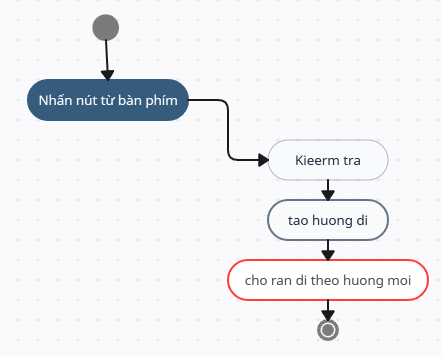 Nhấn nút từ bàn phím
Kieerm tra
tao huong di
cho ran di theo huong moi